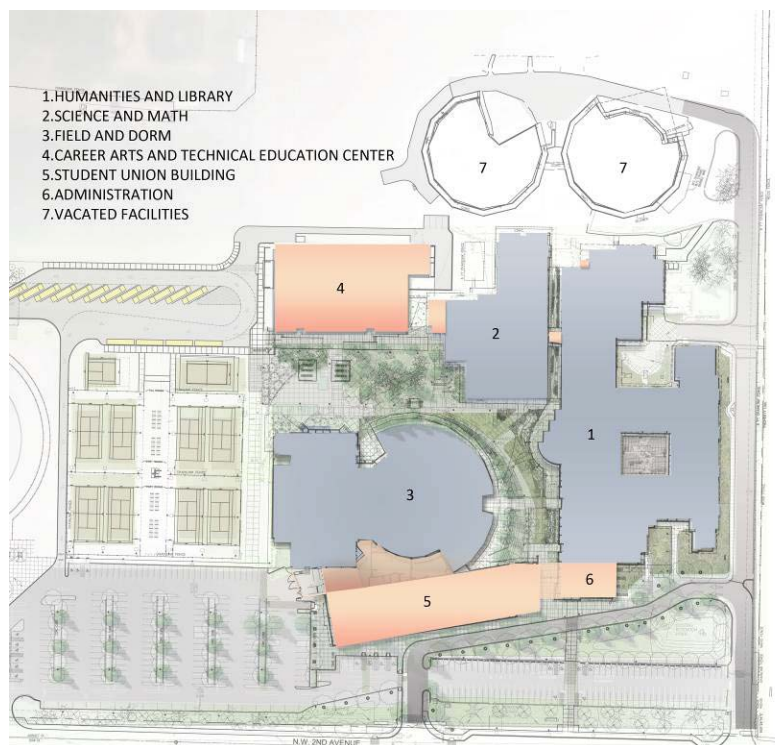 1.HUMANITIES AND LIBRARY
2.SCIENCE AND MATH
3.FIELD AND DORM
4.CAREER ARTS AND TECHNICAL EDUCATION CENTER
5.STUDENT UNION BUILDING
6.ADMINISTRATION
7.VACATED FACILITIES
7
7
4
2
1
3
6
5
N.W. 2ND AVENUE